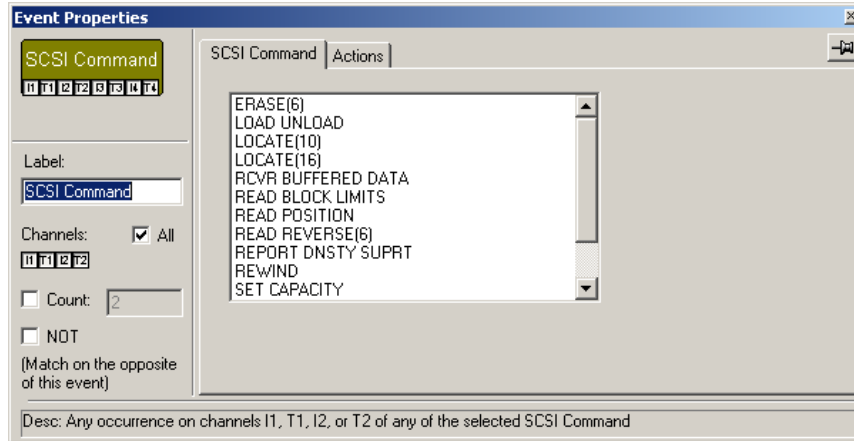 Event Properties
SCSI Command
I1 T1 I2 T2 I3 T3 I4 T4
Label:
SCSI Command
Channels: All
I1 T1 I2 T2
Count: 2
NOT
(Match on the opposite
of this event)
SCSI Command Actions
ERASE(6)
LOAD UNLOAD
LOCATE(10)
LOCATE(16)
RCVR BUFFERED DATA
READ BLOCK LIMITS
READ POSITION
READ REVERSE(6)
REPORT DNSTY SUPRT
REWIND
SET CAPACITY
Desc: Any occurrence on channels I1, T1, I2, or T2 of any of the selected SCSI Command